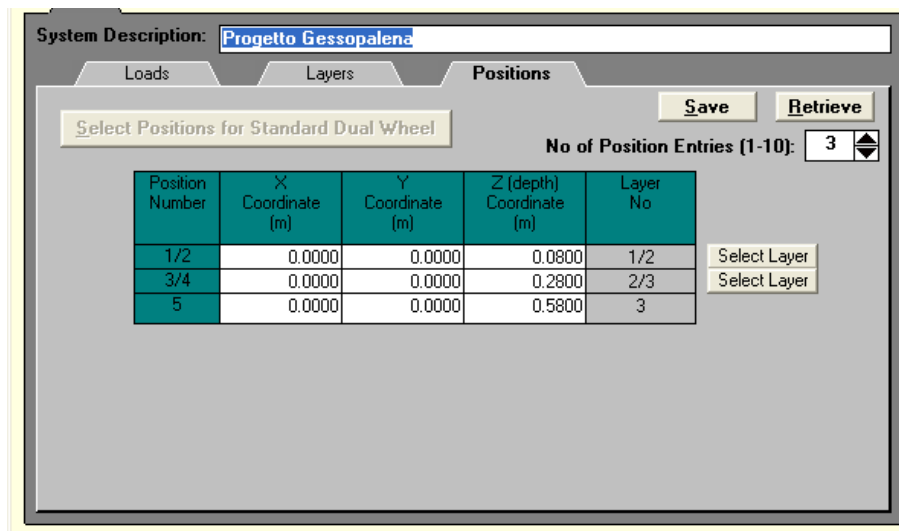 System Description: Progetto Gessopalena
Loads Layers Positions
Save Retrieve
Select Positions for Standard Dual Wheel
No of Position Entries (1-10): 3
Position Number X Coordinate (m) Y Coordinate (m) Z (depth) Coordinate (m) Layer No
1/2 0.0000 0.0000 0.0800 1/2 Select Layer
3/4 0.0000 0.0000 0.2800 2/3 Select Layer
5 0.0000 0.0000 0.5800 3